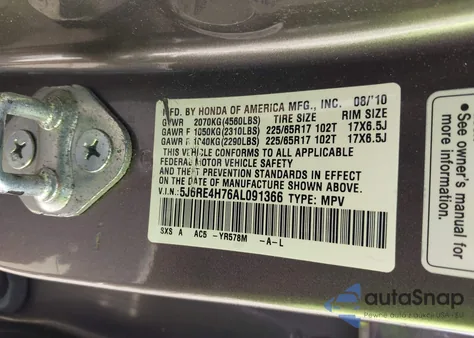 MFD. BY HONDA OF AMERICA MFG., INC. 08/'10
GVWR 2070KG(4560LBS) TIRE SIZE RIM SIZE
GAWR F 1050KG(2310LBS) 225/65R17 102T 17X6.5J
GAWR R 1040KG(2290LBS) 225/65R17 102T 17X6.5J
THIS VEHICLE CONFORMS TO ALL APPLICABLE
FEDERAL MOTOR VEHICLE SAFETY
AND THEFT PREVENTION STANDARDS IN EFFECT
ON THE DATE OF MANUFACTURE SHOWN ABOVE.
V.I.N.: 5J6RE4H76AL091366 TYPE: MPV
SXS A AC5 -YR578M -A-L
See owner's
manual for
autoSnap